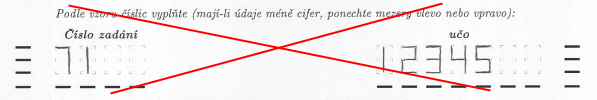 Podle vzoru číslic vyplňte (mají-li údaje méně cifer, ponechte mezery vlevo nebo vpravo):
Číslo zadání učo
71 12345